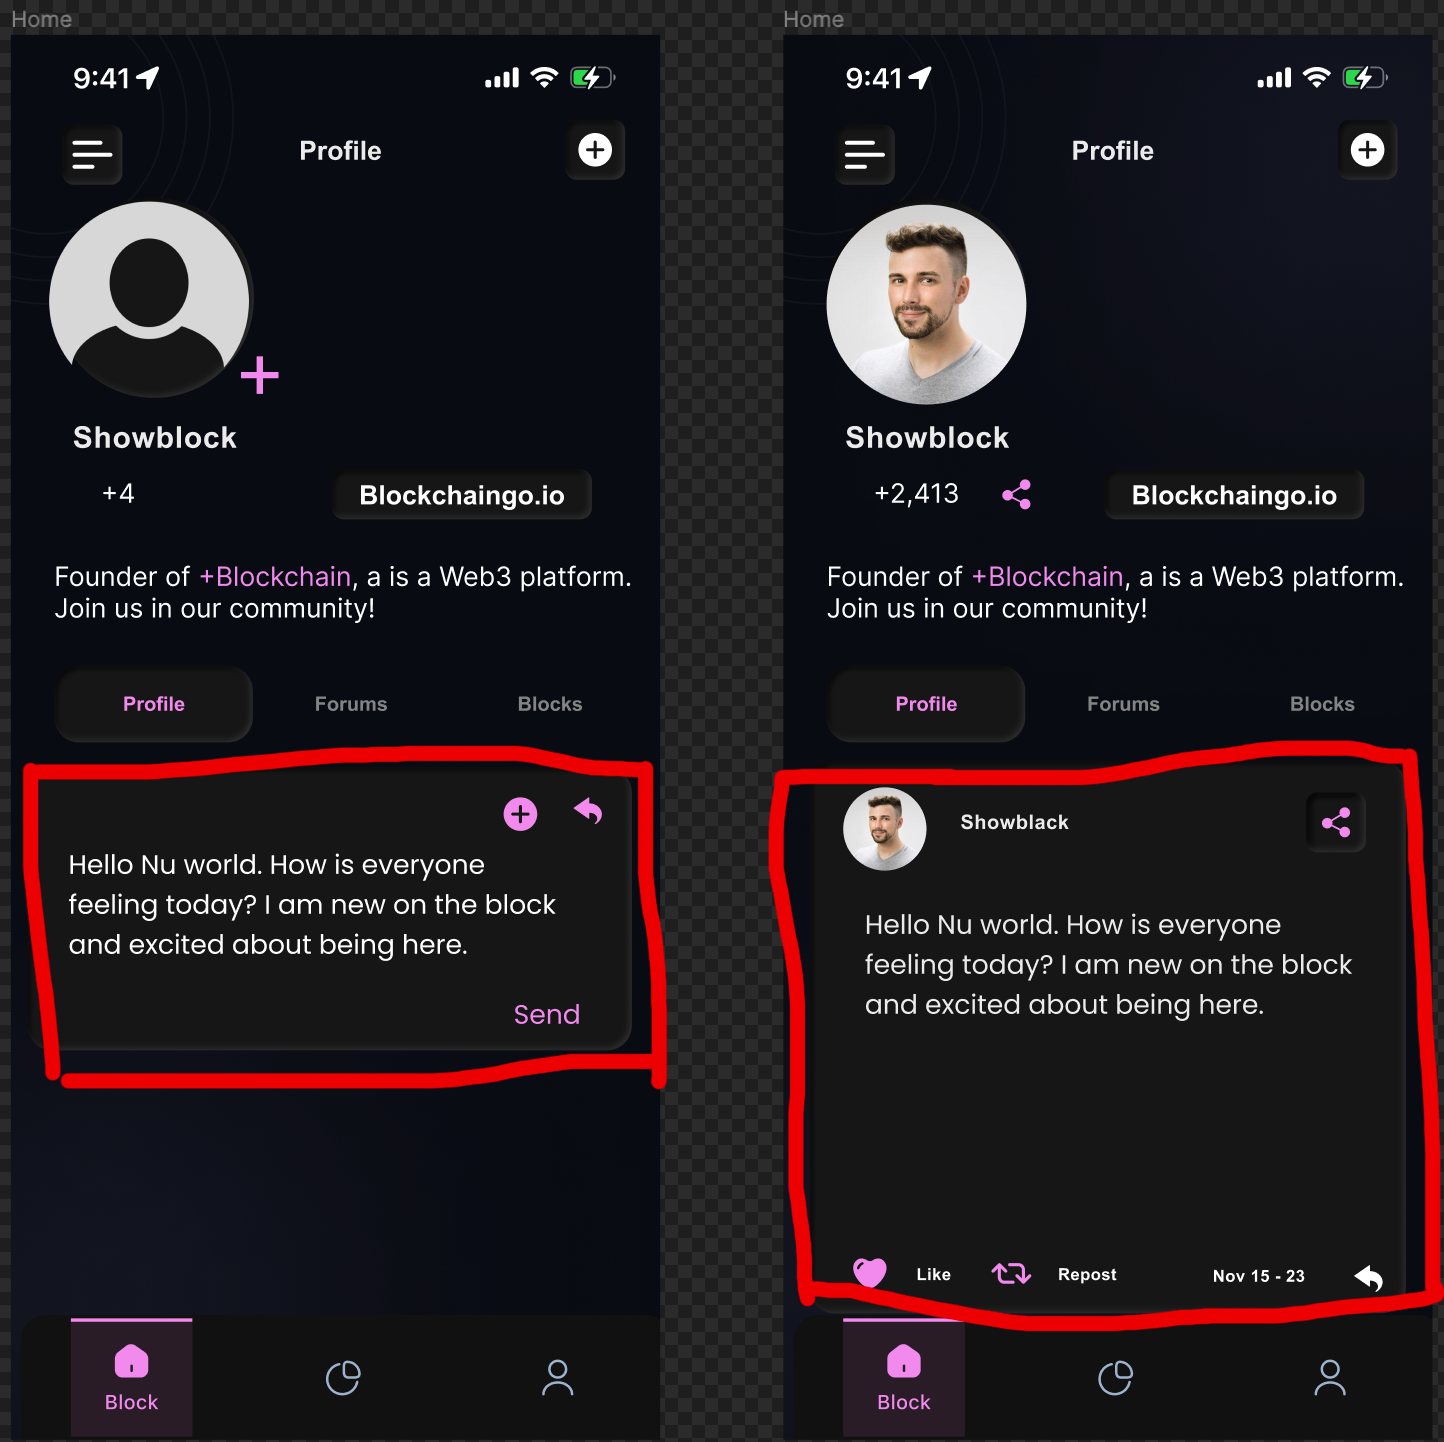 Home
9:41
Profile
Showblock
+4
Blockchaingo.io
Founder of +Blockchain, a is a Web3 platform.
Join us in our community!
Profile
Forums
Blocks
Hello Nu world. How is everyone
feeling today? I am new on the block
and excited about being here.
Send
Block
Home
9:41
Profile
Showblock
+2,413
Blockchaingo.io
Founder of +Blockchain, a is a Web3 platform.
Join us in our community!
Profile
Forums
Blocks
Showblack
Hello Nu world. How is everyone
feeling today? I am new on the block
and excited about being here.
Like
Repost
Nov 15 - 23
Block